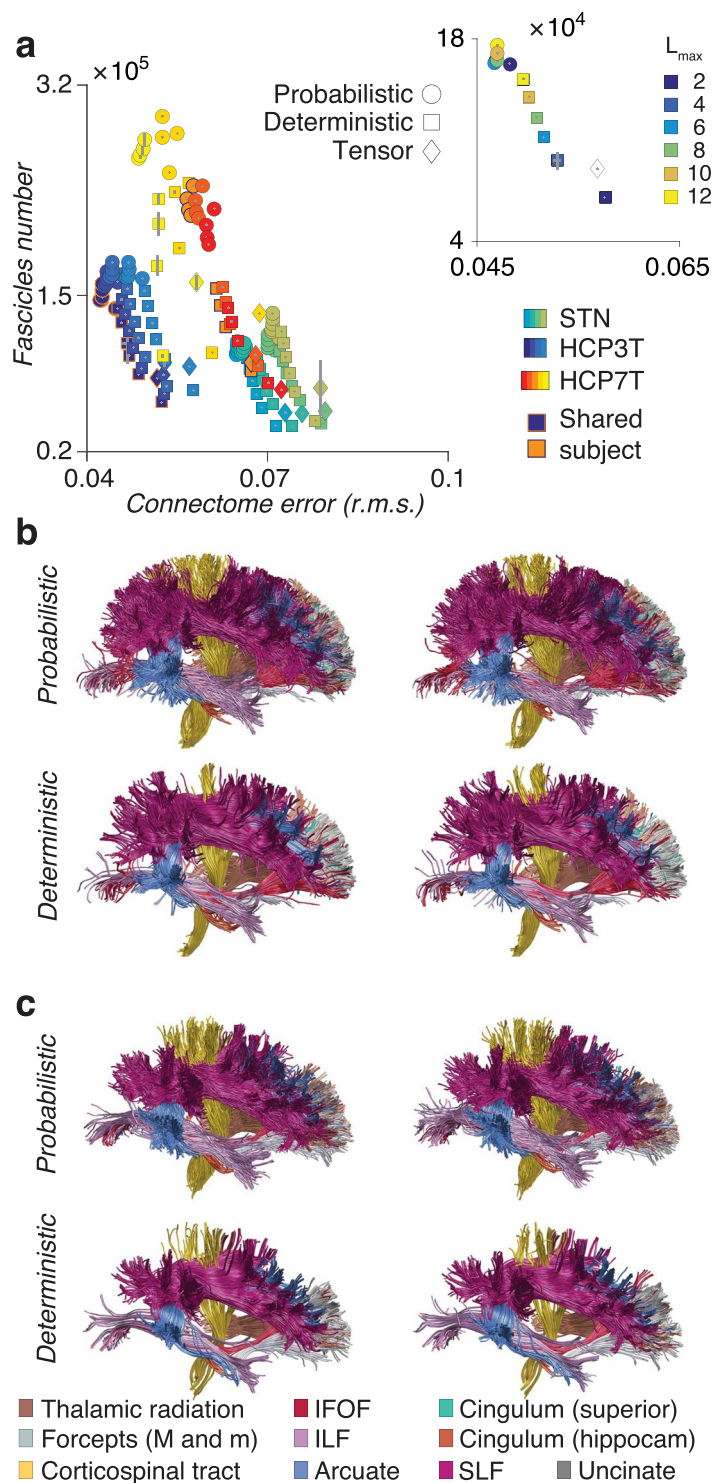 a
×10⁵
3.2
1.5
0.2
Fascicles number
0.04
0.07
0.1
Connectome error (r.m.s.)
Probabilistic
Deterministic
Tensor
×10⁴
18
4
0.045
0.065
Lmax
2
4
6
8
10
12
STN
HCP3T
HCP7T
Shared
subject
b
Probabilistic
Deterministic
c
Probabilistic
Deterministic
Thalamic radiation
IFOF
Cingulum (superior)
Forcepts (M and m)
ILF
Cingulum (hippocam)
Corticospinal tract
Arcuate
SLF
Uncinate